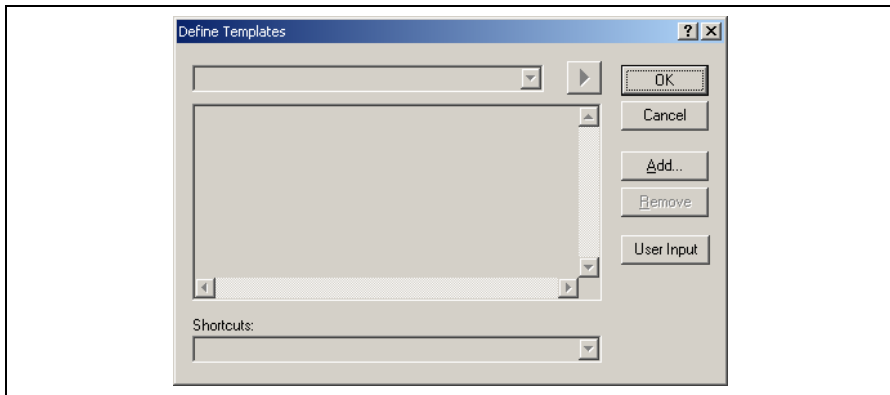 Define Templates
OK
Cancel
Add...
Remove
User Input
Shortcuts: